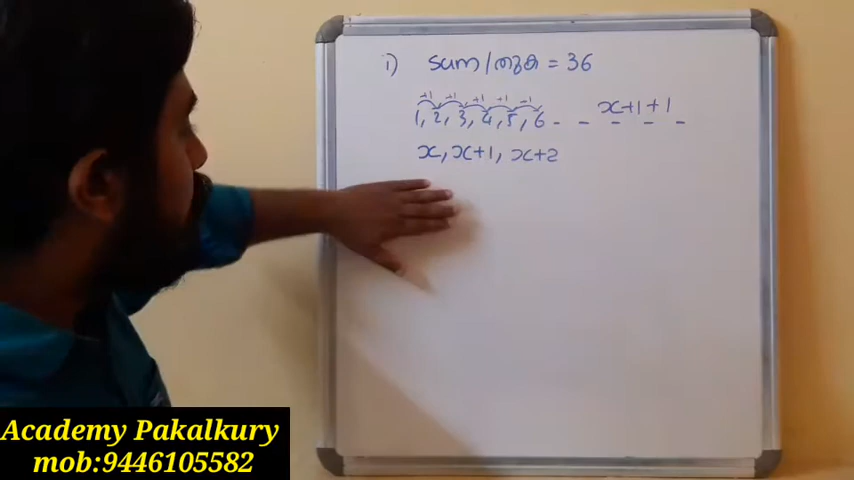 1) Sum/തുക = 36
+1 +1 +1 +1 +1
1, 2, 3, 4, 5, 6 - - - - - x+1+1
x, x+1, x+2
Academy Pakalkury
mob:9446105582